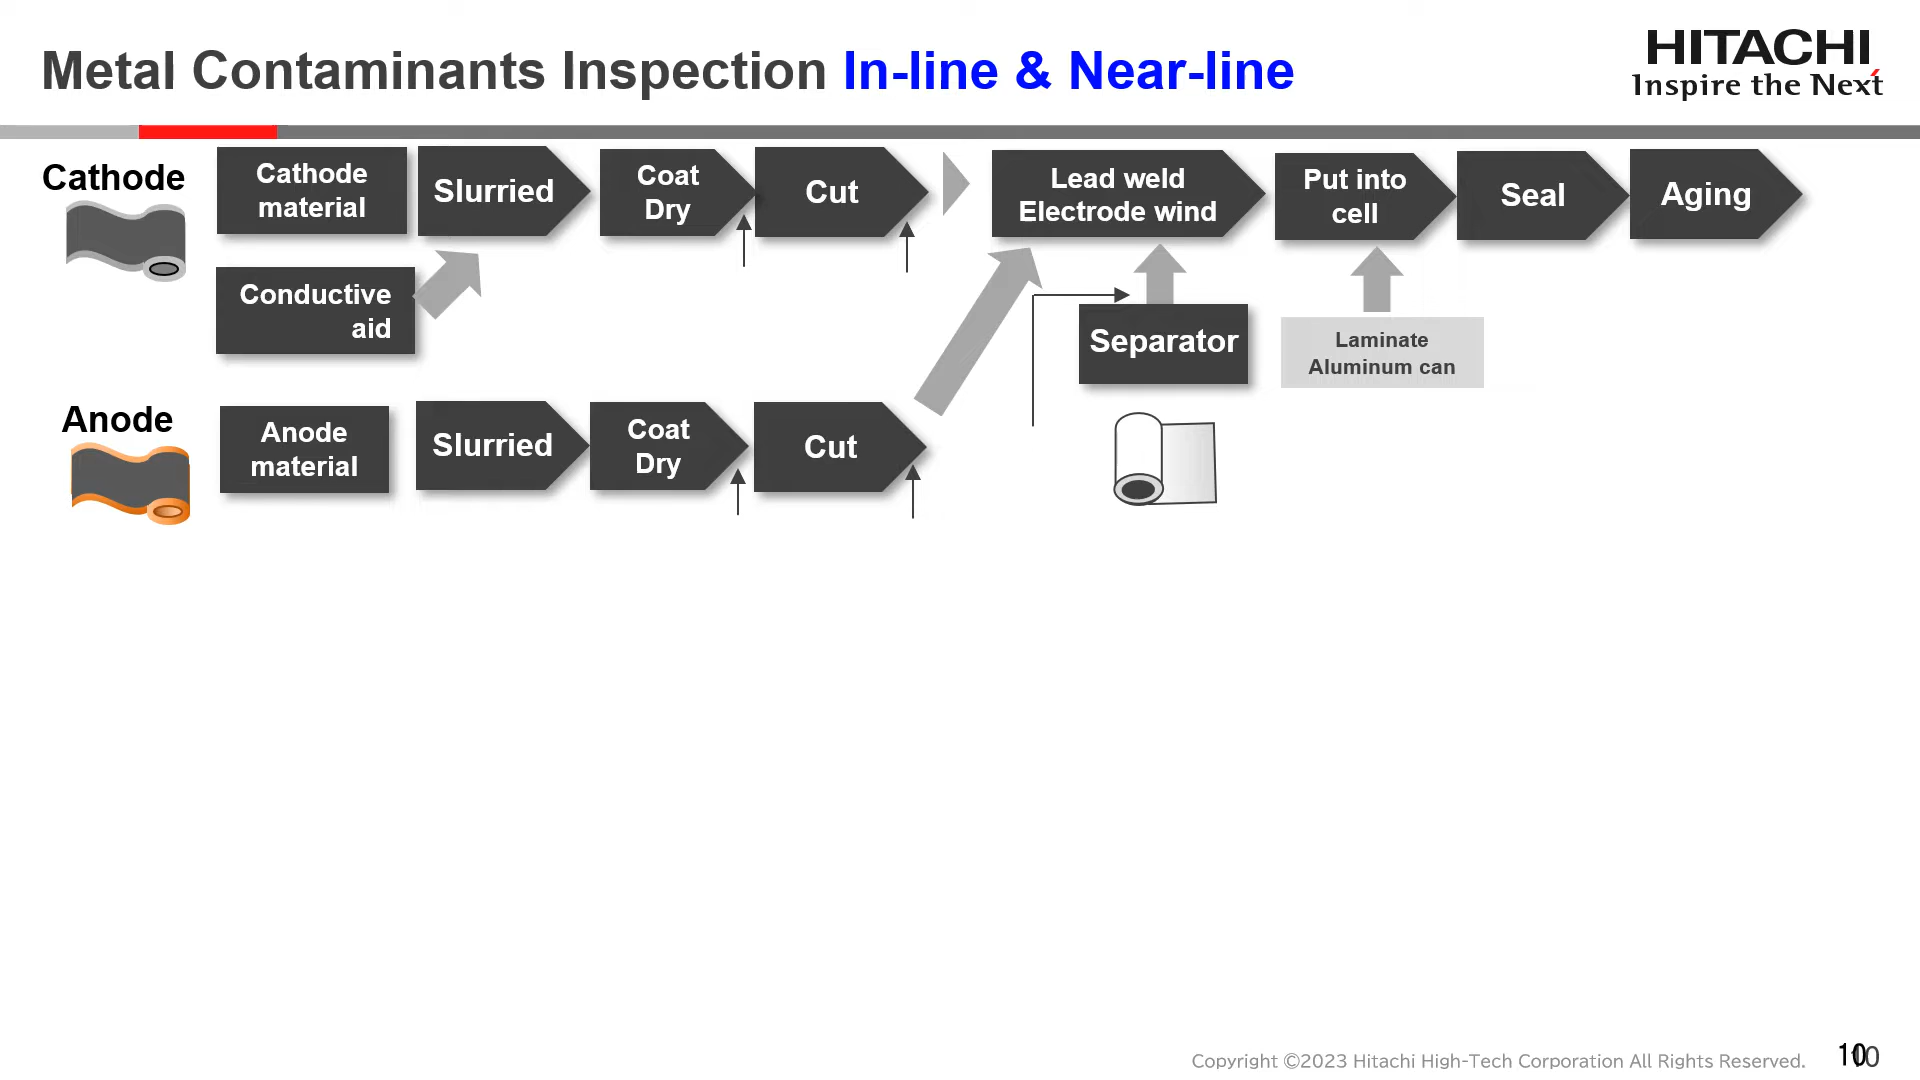 Metal Contaminants Inspection In-line & Near-line
HITACHI
Inspire the Next
Cathode
Cathode
material
Slurried
Coat
Dry
Cut
Lead weld
Electrode wind
Put into
cell
Seal
Aging
Conductive
aid
Separator
Laminate
Aluminum can
Anode
Anode
material
Slurried
Coat
Dry
Cut
Copyright ©2023 Hitachi High-Tech Corporation All Rights Reserved.
10
10